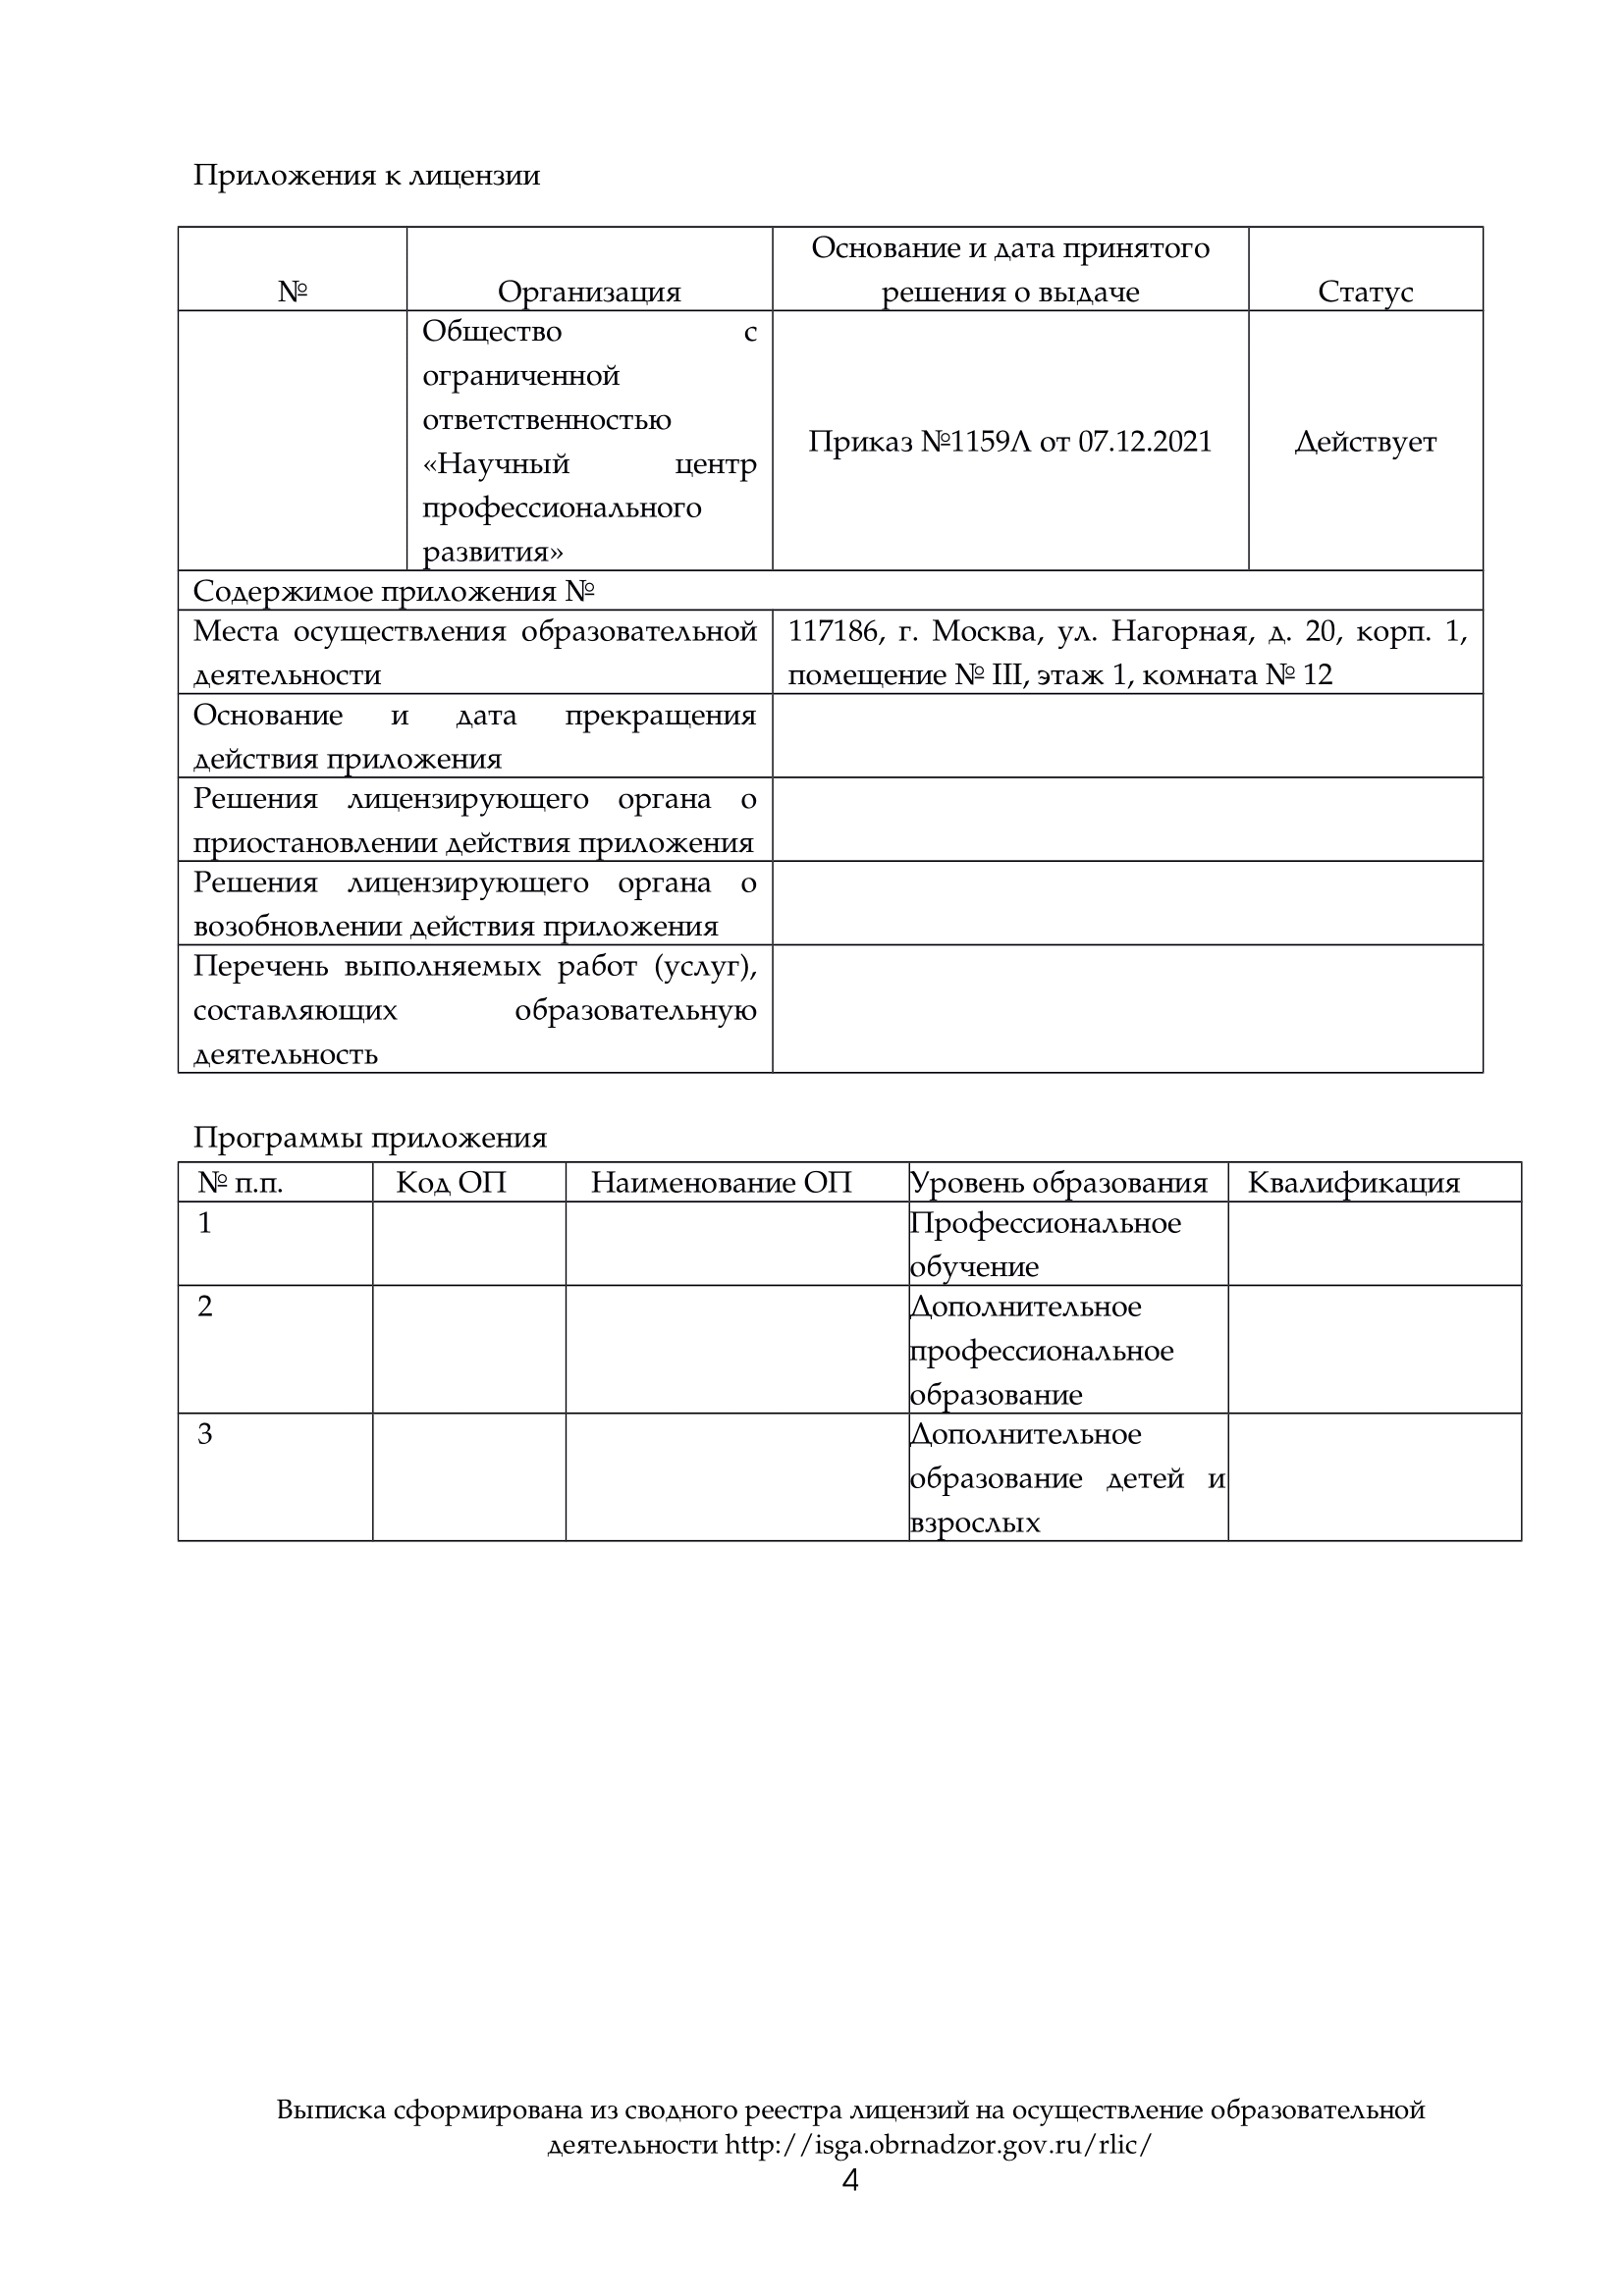 Приложения к лицензии
№
Организация
Основание и дата принятого
решения о выдаче
Статус
Общество с
ограниченной
ответственностью
«Научный центр
профессионального
развития»
Приказ №1159Л от 07.12.2021
Действует
Содержимое приложения №
Места осуществления образовательной
деятельности
117186, г. Москва, ул. Нагорная, д. 20, корп. 1,
помещение № III, этаж 1, комната № 12
Основание и дата прекращения
действия приложения
Решения лицензирующего органа о
приостановлении действия приложения
Решения лицензирующего органа о
возобновлении действия приложения
Перечень выполняемых работ (услуг),
составляющих образовательную
деятельность
Программы приложения
№ п.п.
Код ОП
Наименование ОП
Уровень образования
Квалификация
1
Профессиональное
обучение
2
Дополнительное
профессиональное
образование
3
Дополнительное
образование детей и
взрослых
Выписка сформирована из сводного реестра лицензий на осуществление образовательной
деятельности http://isga.obrnadzor.gov.ru/rlic/
4